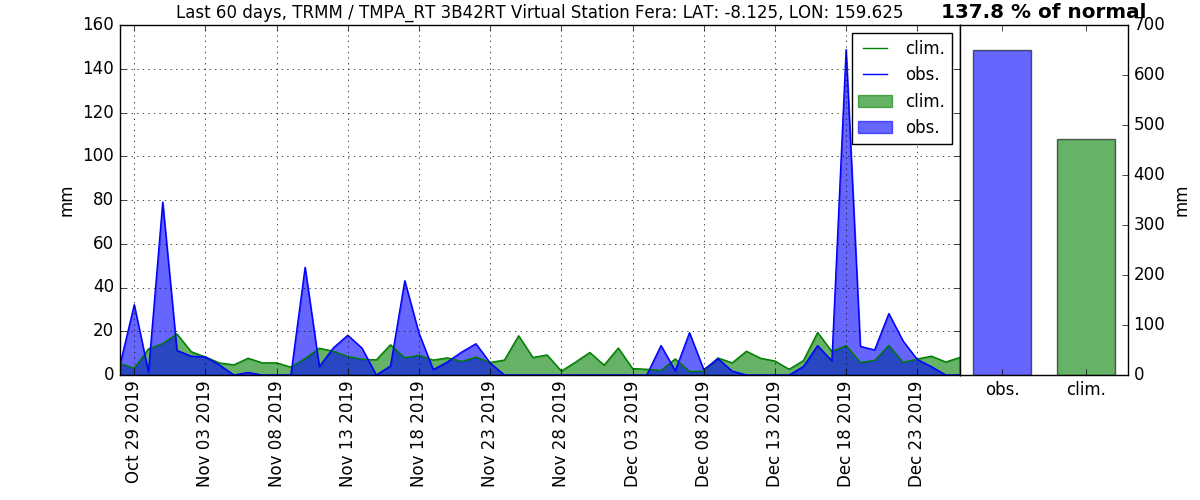 Last 60 days, TRMM / TMPA_RT 3B42RT Virtual Station Fera: LAT: -8.125, LON: 159.625
137.8 % of normal
160
140
120
100
80
60
40
20
0
mm
clim.
obs.
clim.
obs.
Oct 29 2019
Nov 03 2019
Nov 08 2019
Nov 13 2019
Nov 18 2019
Nov 23 2019
Nov 28 2019
Dec 03 2019
Dec 08 2019
Dec 13 2019
Dec 18 2019
Dec 23 2019
700
600
500
400
300
200
100
0
mm
obs.
clim.